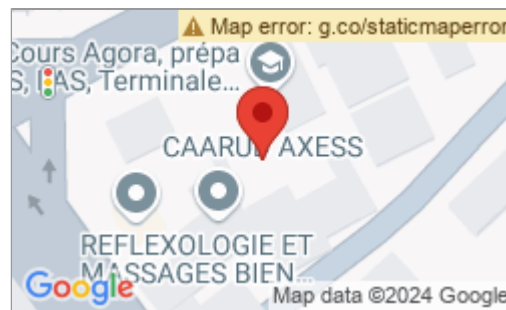 Map error: g.co/staticmaperror
Cours Agora, prépa
S, PAS, Terminale...
CAARUD AXESS
REFLEXOLOGIE ET
MASSAGES BIEN...
Google
Map data ©2024 Google